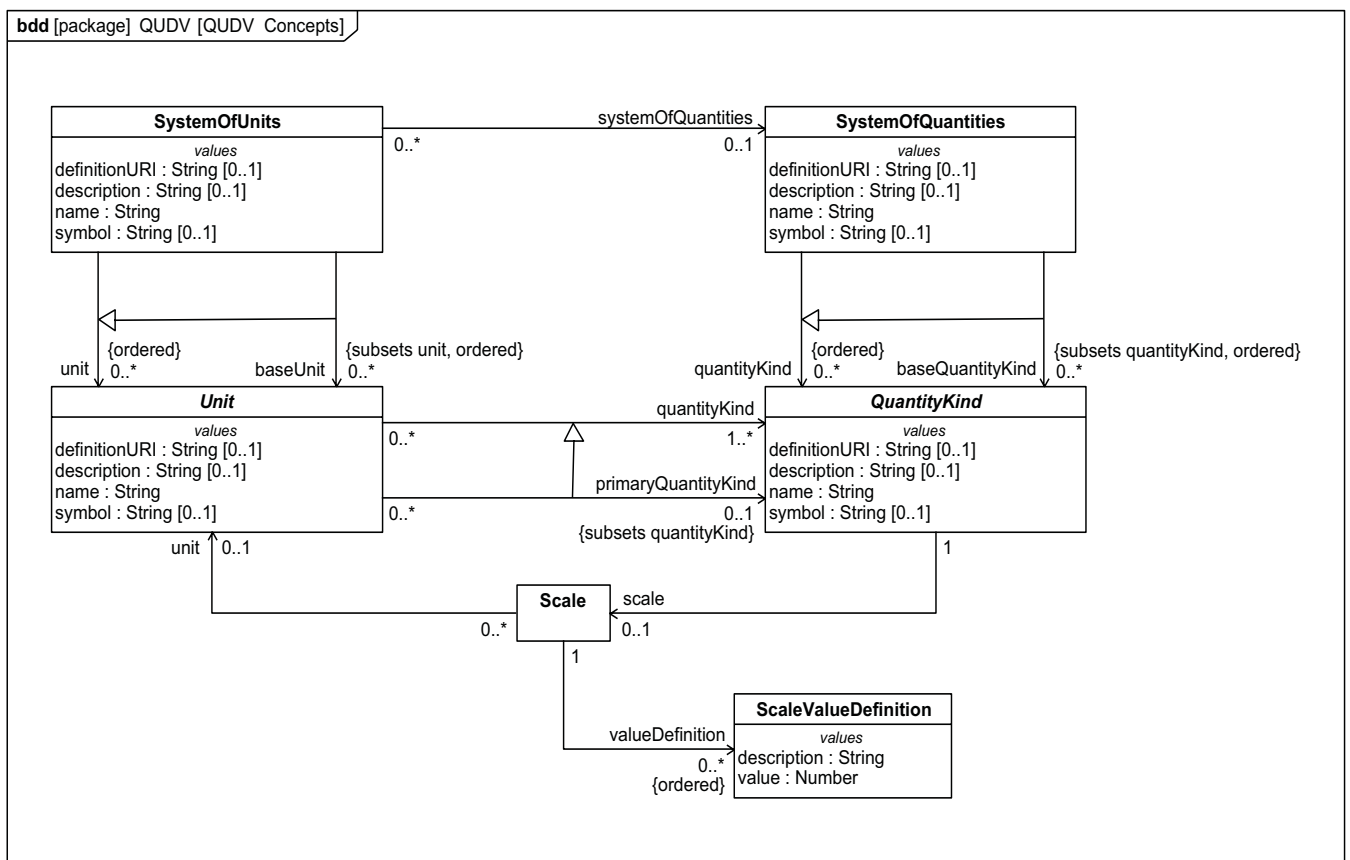 bdd [package] QUDV [QUDV Concepts]
SystemOfUnits
values
definitionURI : String [0..1]
description : String [0..1]
name : String
symbol : String [0..1]
systemOfQuantities
0..*
0..1
SystemOfQuantities
values
definitionURI : String [0..1]
description : String [0..1]
name : String
symbol : String [0..1]
{ordered}
unit
0..*
{subsets unit, ordered}
baseUnit
0..*
{ordered}
quantityKind
0..*
{subsets quantityKind, ordered}
baseQuantityKind
0..*
Unit
values
definitionURI : String [0..1]
description : String [0..1]
name : String
symbol : String [0..1]
quantityKind
0..*
1..*
primaryQuantityKind
0..*
0..1
{subsets quantityKind}
QuantityKind
values
definitionURI : String [0..1]
description : String [0..1]
name : String
symbol : String [0..1]
unit
0..1
1
Scale
scale
0..*
0..1
1
valueDefinition
0..*
{ordered}
ScaleValueDefinition
values
description : String
value : Number